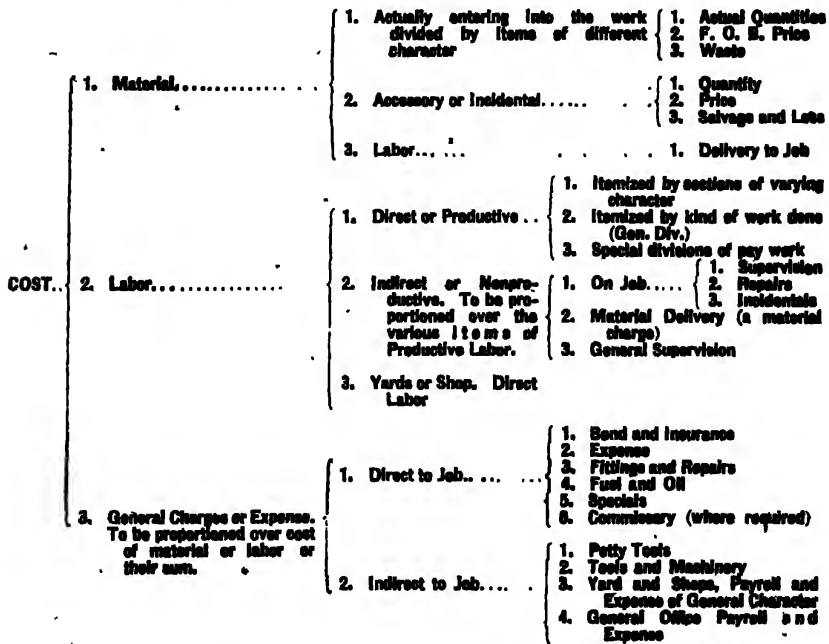 1. Actually entering into the work divided by items of different character
1. Actual Quantities
2. F. O. B. Price
3. Waste
1. Material
2. Accessory or Incidental
1. Quantity
2. Price
3. Salvage and Loss
3. Labor
1. Delivery to Job
COST
2. Labor
1. Direct or Productive
1. Itemized by sections of varying character
2. Itemized by kind of work done (Gen. Div.)
3. Special divisions of pay work
2. Indirect or Nonpro-
ductive. To be pro-
portioned over the
various Items of
Productive Labor.
1. On Job
1. Supervision
2. Repairs
3. Incidentals
2. Material Delivery (a material charge)
3. General Supervision
3. Yards or Shop. Direct
Labor
3. General Charges or Expense.
To be proportioned over cost
of material or labor or
their sum.
1. Direct to Job
1. Bond and Insurance
2. Expense
3. Fittings and Repairs
4. Fuel and Oil
5. Specials
6. Commissary (where required)
2. Indirect to Job
1. Petty Tools
2. Tools and Machinery
3. Yard and Shops, Payroll and
Expense of General Character
4. General Office Payroll and
Expense